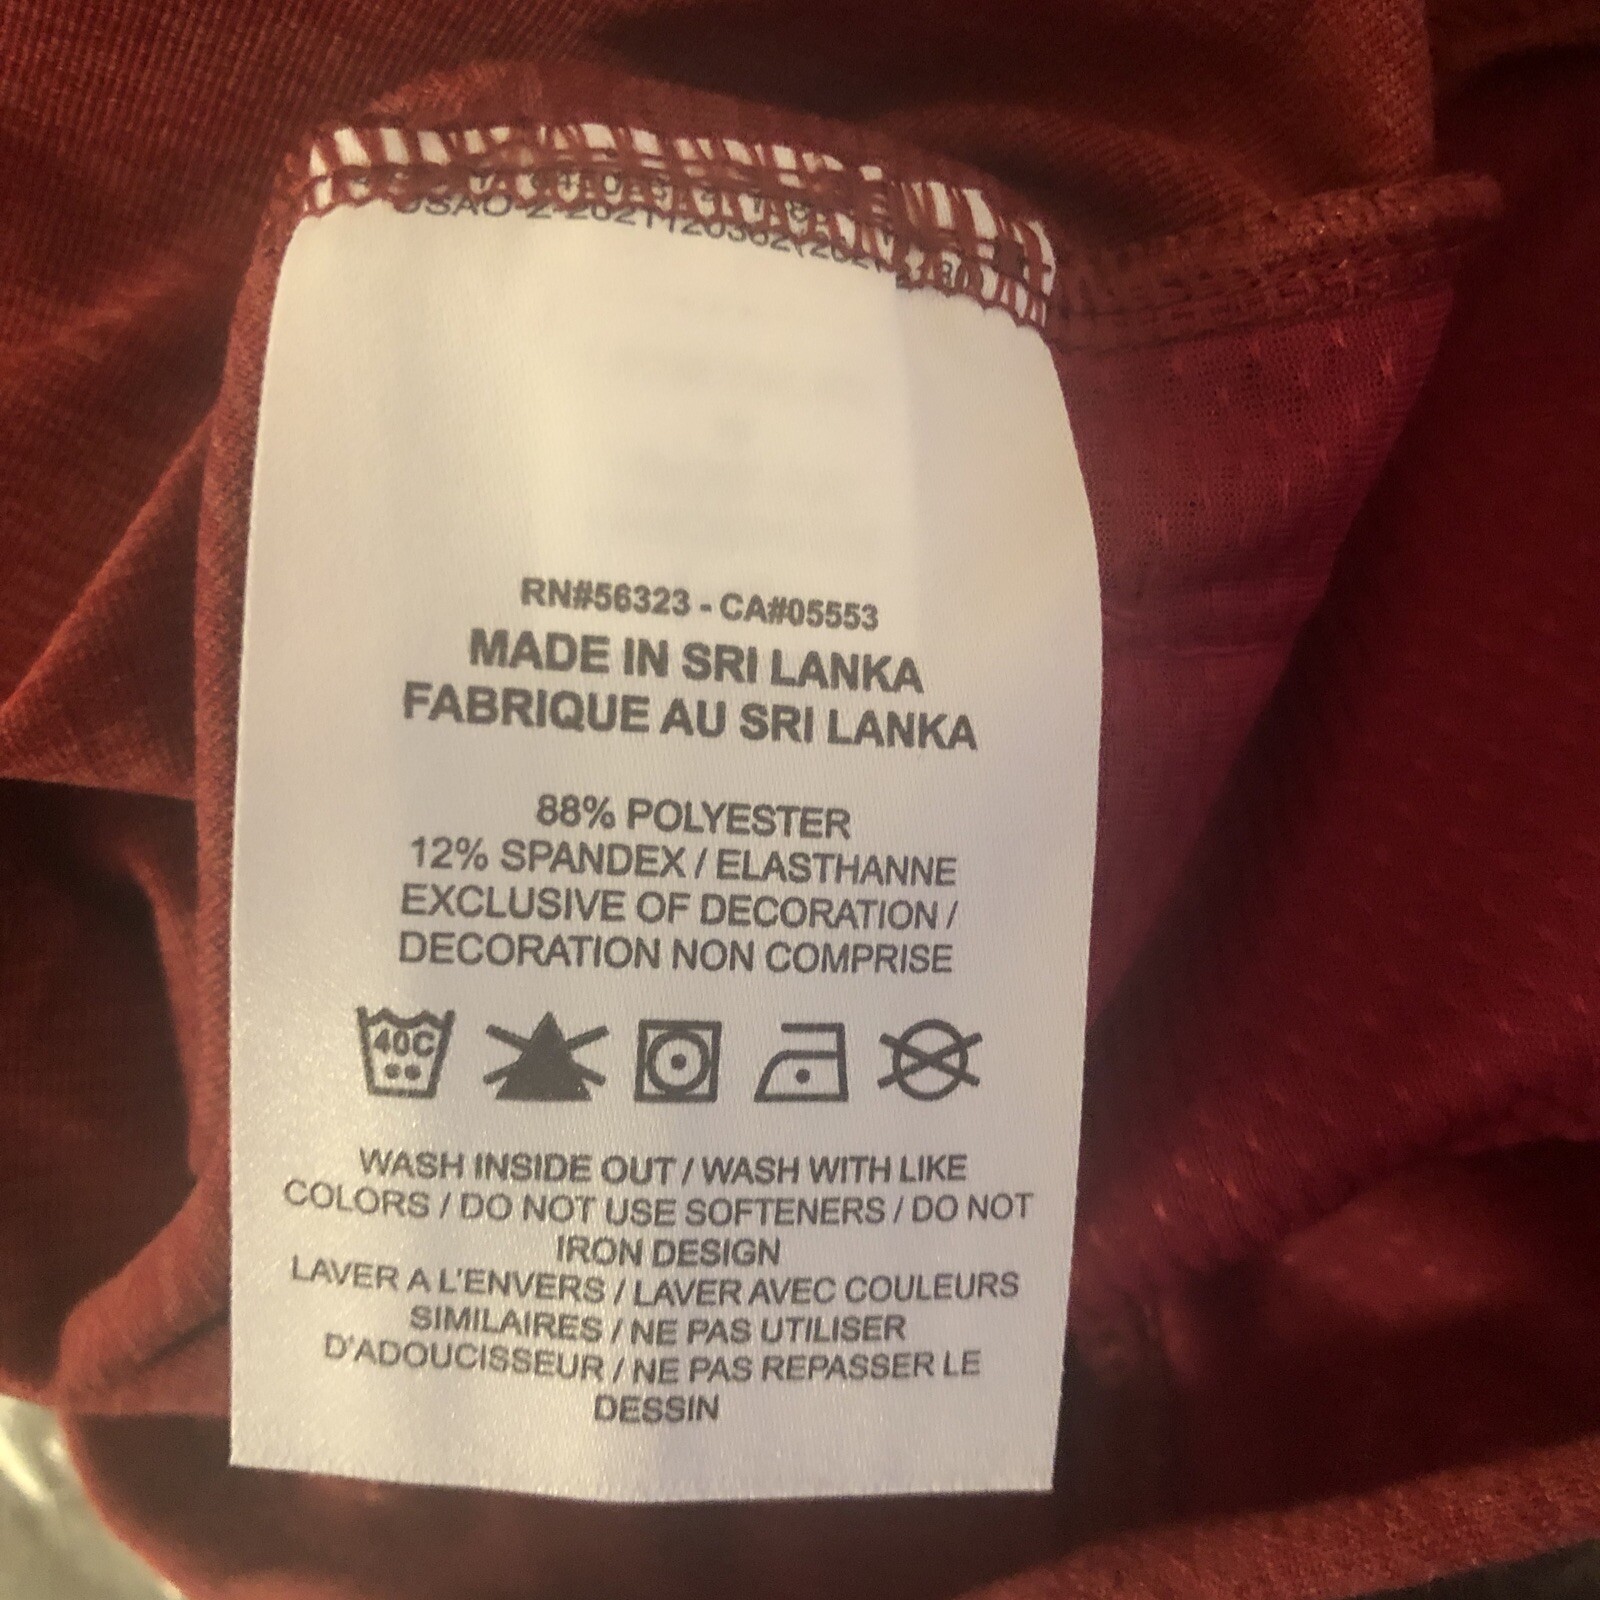 RN#56323 - CA#05553
MADE IN SRI LANKA
FABRIQUE AU SRI LANKA
88% POLYESTER
12% SPANDEX / ELASTHANNE
EXCLUSIVE OF DECORATION /
DECORATION NON COMPRISE
40C
WASH INSIDE OUT / WASH WITH LIKE
COLORS / DO NOT USE SOFTENERS / DO NOT
IRON DESIGN
LAVER A L'ENVERS / LAVER AVEC COULEURS
SIMILAIRES / NE PAS UTILISER
D'ADOUCISSEUR / NE PAS REPASSER LE
DESSIN